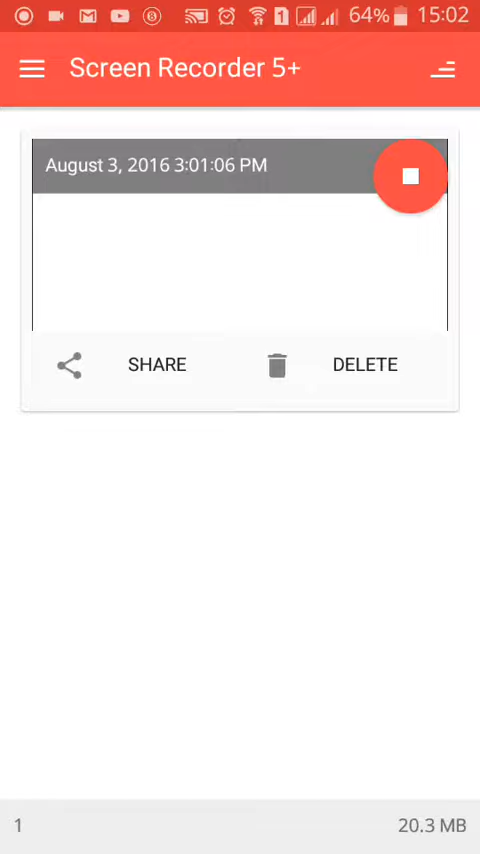 64% 15:02
Screen Recorder 5+
August 3, 2016 3:01:06 PM
SHARE DELETE
1 20.3 MB